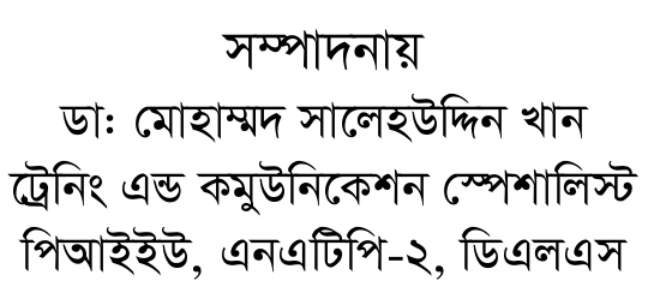 সম্পাদনায়
ডা: মোহাম্মদ সালেহউদ্দিন খান
ট্রেনিং এন্ড কমুউনিকেশন স্পেশালিস্ট
পিআইইউ, এনএটিপি-২, ডিএলএস